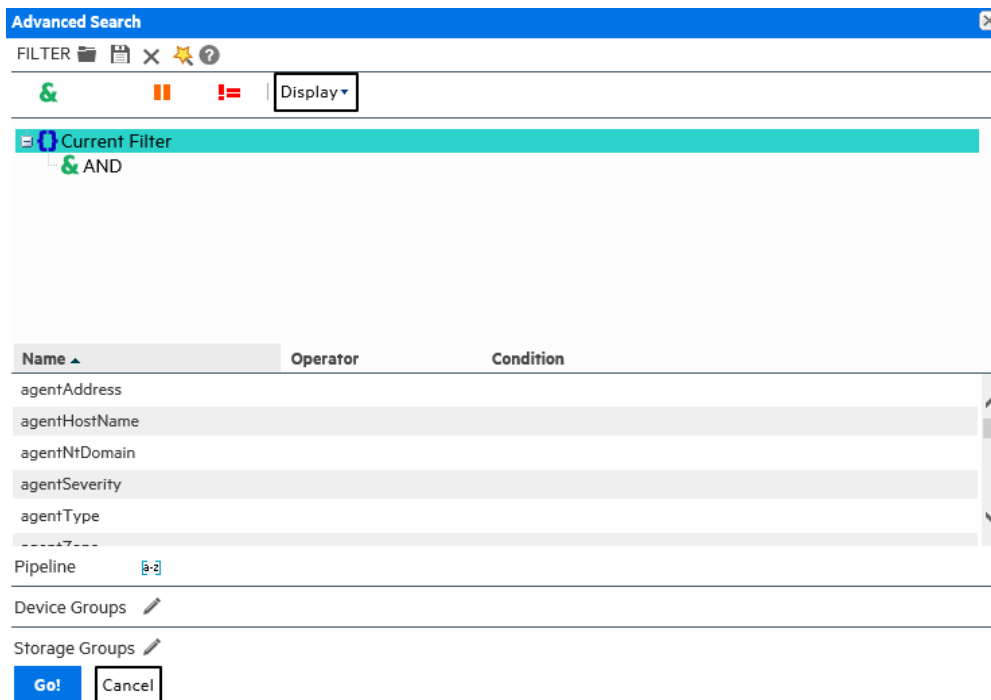 Advanced Search
FILTER
& != Display
{} Current Filter
& AND
Name Operator Condition
agentAddress
agentHostName
agentNtDomain
agentSeverity
agentType
Pipeline [a-z]
Device Groups
Storage Groups
Go! Cancel